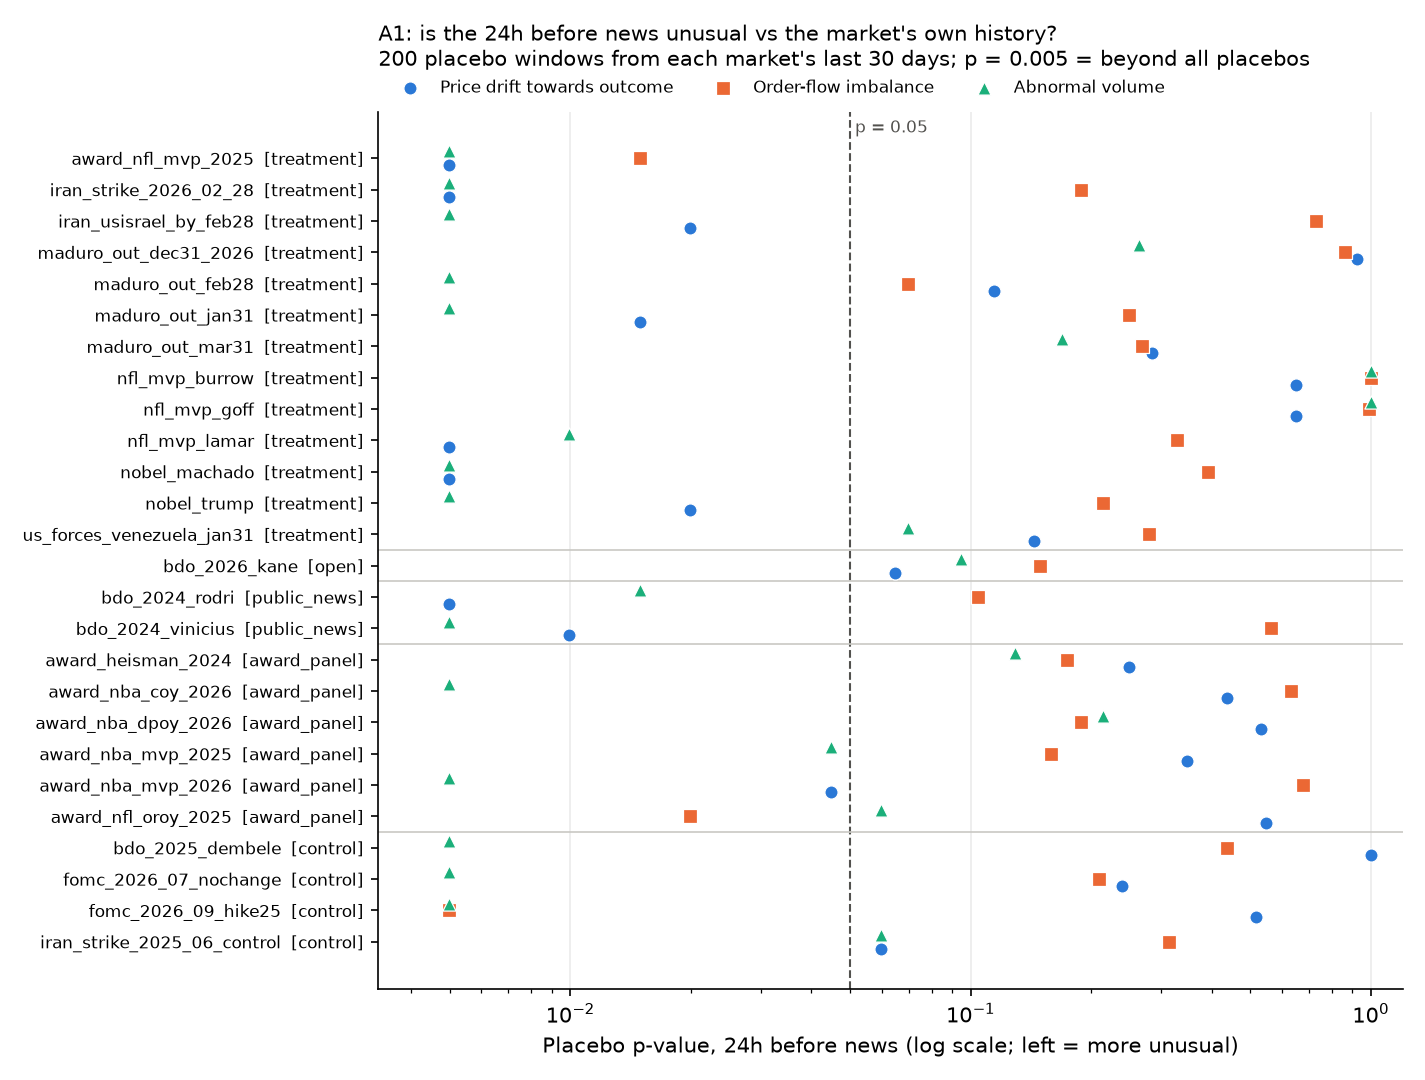 A1: is the 24h before news unusual vs the market's own history?
200 placebo windows from each market's last 30 days; p = 0.005 = beyond all placebos
Price drift towards outcome Order-flow imbalance Abnormal volume
p = 0.05
award_nfl_mvp_2025 [treatment]
iran_strike_2026_02_28 [treatment]
iran_usisrael_by_feb28 [treatment]
maduro_out_dec31_2026 [treatment]
maduro_out_feb28 [treatment]
maduro_out_jan31 [treatment]
maduro_out_mar31 [treatment]
nfl_mvp_burrow [treatment]
nfl_mvp_goff [treatment]
nfl_mvp_lamar [treatment]
nobel_machado [treatment]
nobel_trump [treatment]
us_forces_venezuela_jan31 [treatment]
bdo_2026_kane [open]
bdo_2024_rodri [public_news]
bdo_2024_vinicius [public_news]
award_heisman_2024 [award_panel]
award_nba_coy_2026 [award_panel]
award_nba_dpoy_2026 [award_panel]
award_nba_mvp_2025 [award_panel]
award_nba_mvp_2026 [award_panel]
award_nfl_oroy_2025 [award_panel]
bdo_2025_dembele [control]
fomc_2026_07_nochange [control]
fomc_2026_09_hike25 [control]
iran_strike_2025_06_control [control]
10⁻² 10⁻¹ 10⁰
Placebo p-value, 24h before news (log scale; left = more unusual)